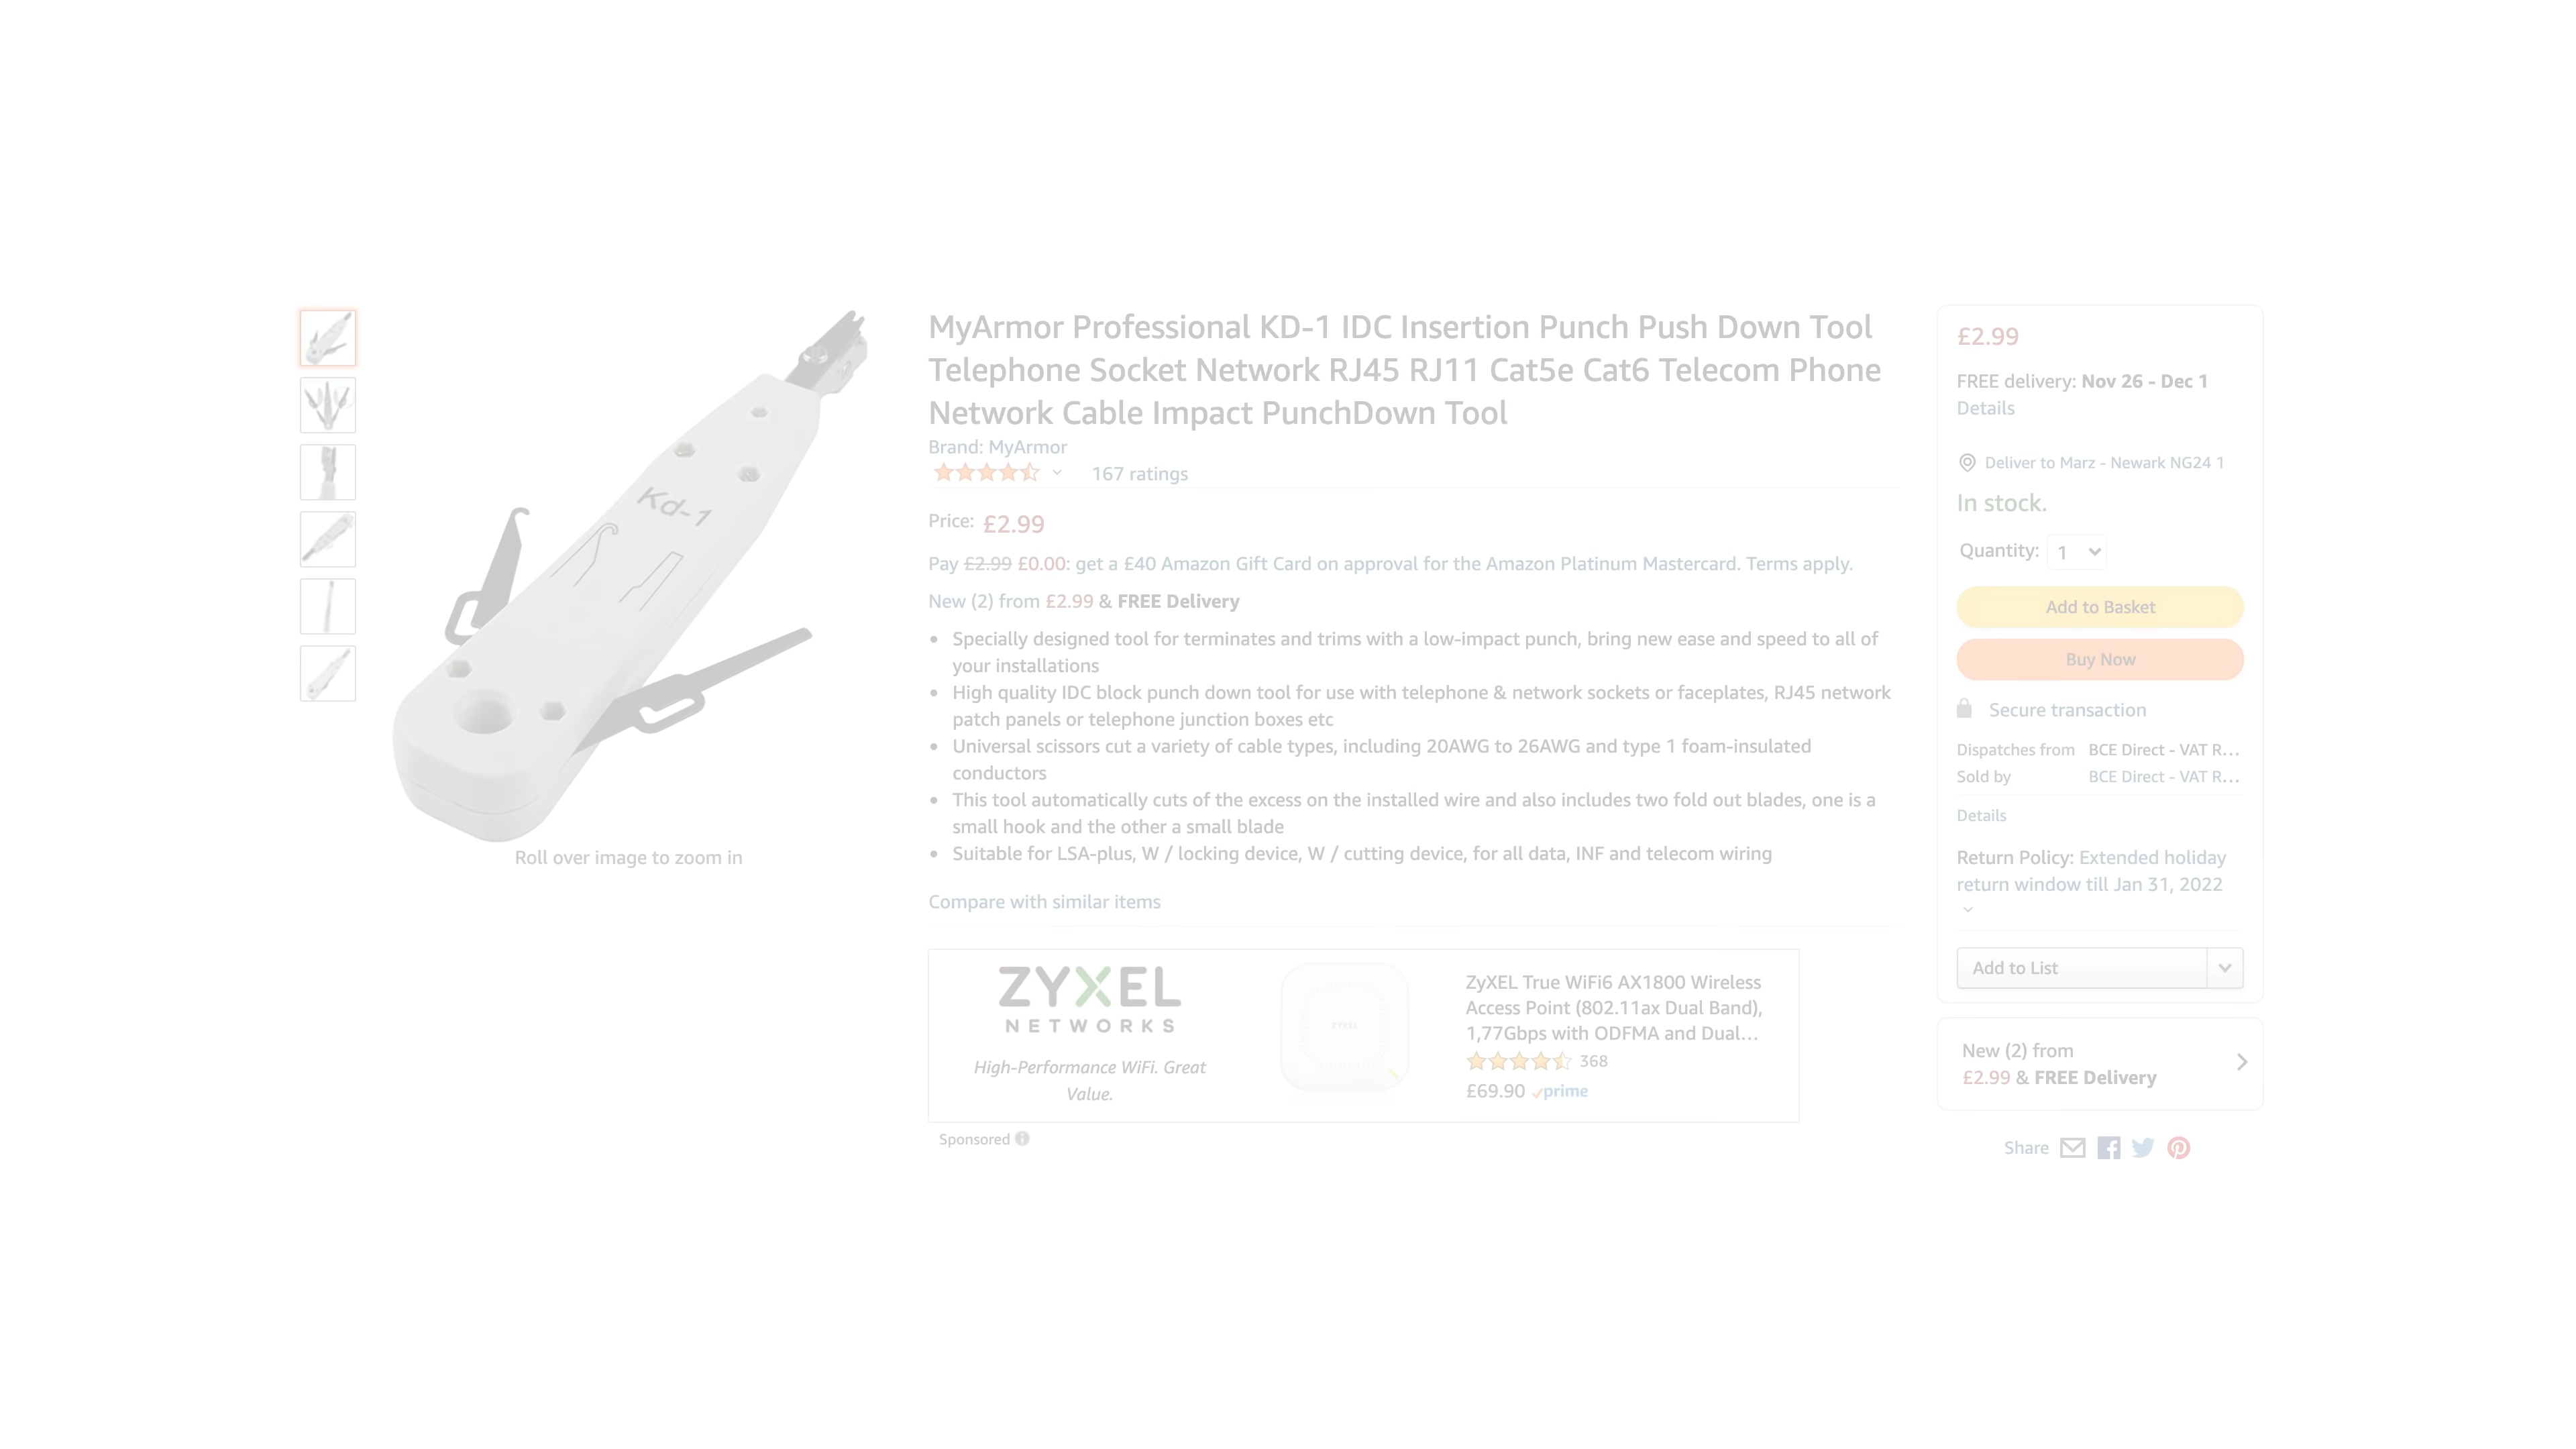 Kd-1
Roll over image to zoom in
MyArmor Professional KD-1 IDC Insertion Punch Push Down Tool
Telephone Socket Network RJ45 RJ11 Cat5e Cat6 Telecom Phone
Network Cable Impact PunchDown Tool
Brand: MyArmor
167 ratings
Price: £2.99
Pay £2.99 £0.00: get a £40 Amazon Gift Card on approval for the Amazon Platinum Mastercard. Terms apply.
New (2) from £2.99 & FREE Delivery
• Specially designed tool for terminates and trims with a low-impact punch, bring new ease and speed to all of
your installations
• High quality IDC block punch down tool for use with telephone & network sockets or faceplates, RJ45 network
patch panels or telephone junction boxes etc
• Universal scissors cut a variety of cable types, including 20AWG to 26AWG and type 1 foam-insulated
conductors
• This tool automatically cuts of the excess on the installed wire and also includes two fold out blades, one is a
small hook and the other a small blade
• Suitable for LSA-plus, W / locking device, W / cutting device, for all data, INF and telecom wiring
Compare with similar items
ZYXEL
NETWORKS
High-Performance WiFi. Great
Value.
ZYXEL
ZyXEL True WiFi6 AX1800 Wireless
Access Point (802.11ax Dual Band),
1,77Gbps with ODFMA and Dual...
368
£69.90 prime
Sponsored
£2.99
FREE delivery: Nov 26 - Dec 1
Details
Deliver to Marz - Newark NG24 1
In stock.
Quantity: 1
Add to Basket
Buy Now
Secure transaction
Dispatches from BCE Direct - VAT R...
Sold by BCE Direct - VAT R...
Details
Return Policy: Extended holiday
return window till Jan 31, 2022
Add to List
New (2) from
£2.99 & FREE Delivery
Share